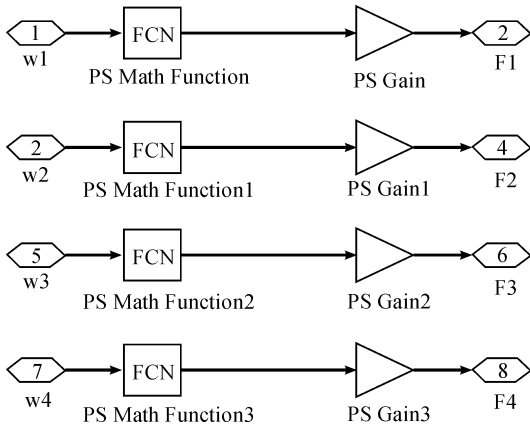 1 FCN 2
w1 PS Math Function PS Gain F1
2 FCN 4
w2 PS Math Function1 PS Gain1 F2
5 FCN 6
w3 PS Math Function2 PS Gain2 F3
7 FCN 8
w4 PS Math Function3 PS Gain3 F4